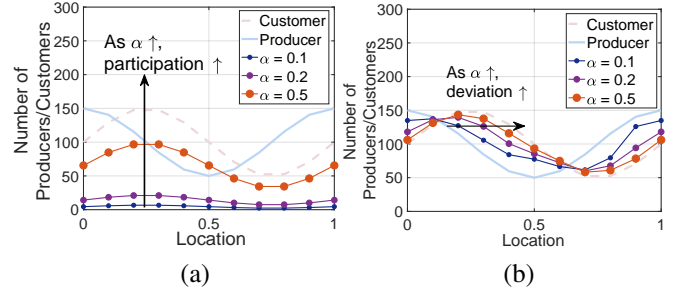 300
250
200
150
100
50
0
Number of
Producers/Customers
0
0.5
1
Location
As α ↑,
participation ↑
Customer
Producer
α = 0.1
α = 0.2
α = 0.5
(a)
300
250
200
150
100
50
0
Number of
Producers/Customers
0
0.5
1
Location
As α ↑,
deviation ↑
Customer
Producer
α = 0.1
α = 0.2
α = 0.5
(b)